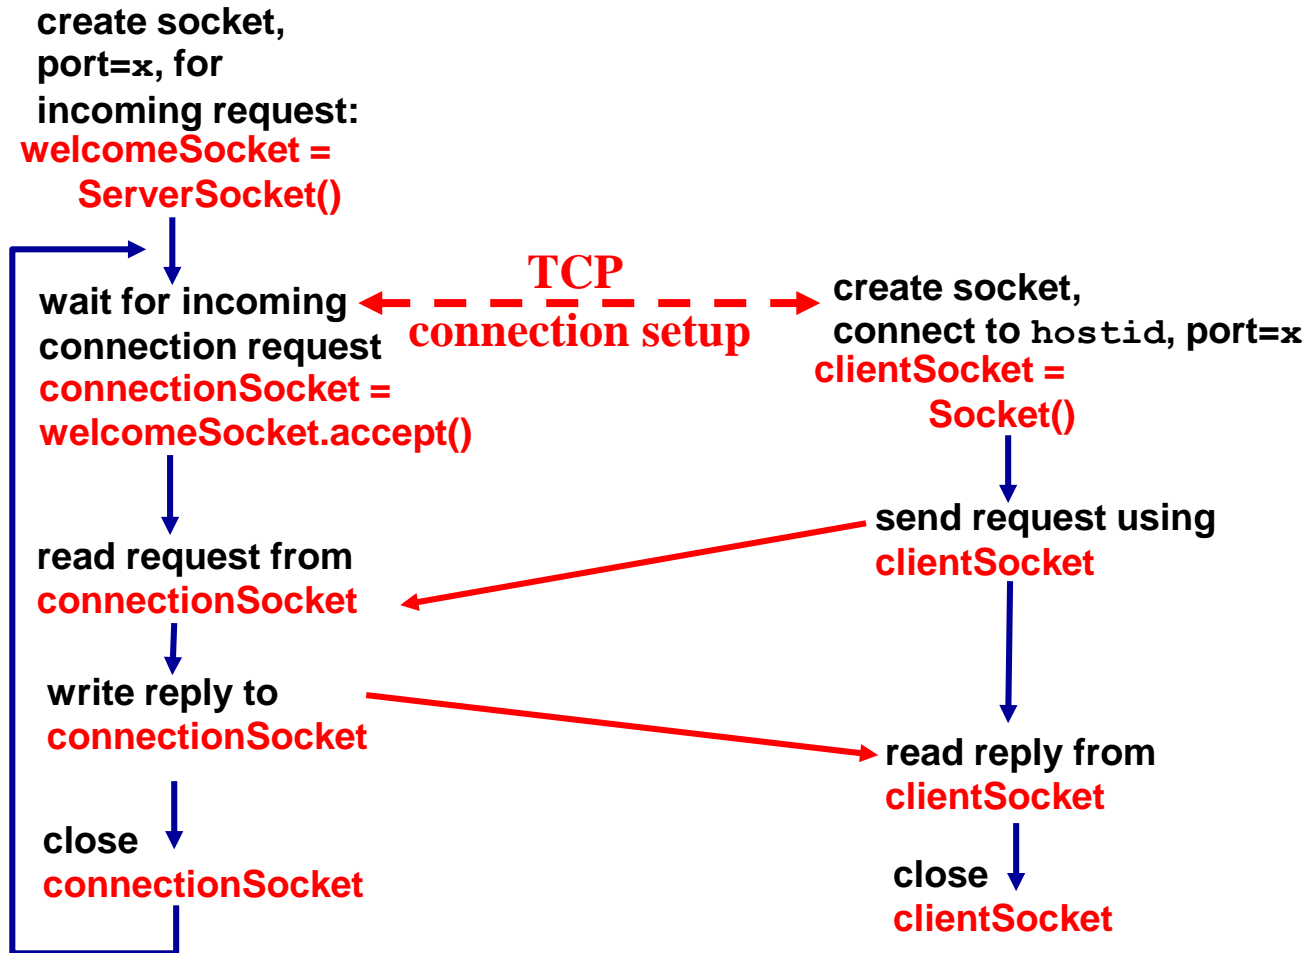 create socket,
port=x, for
incoming request:
welcomeSocket =
ServerSocket()
wait for incoming
connection request
connectionSocket =
welcomeSocket.accept()
read request from
connectionSocket
write reply to
connectionSocket
close
connectionSocket
TCP
connection setup
create socket,
connect to hostid, port=x
clientSocket =
Socket()
send request using
clientSocket
read reply from
clientSocket
close
clientSocket